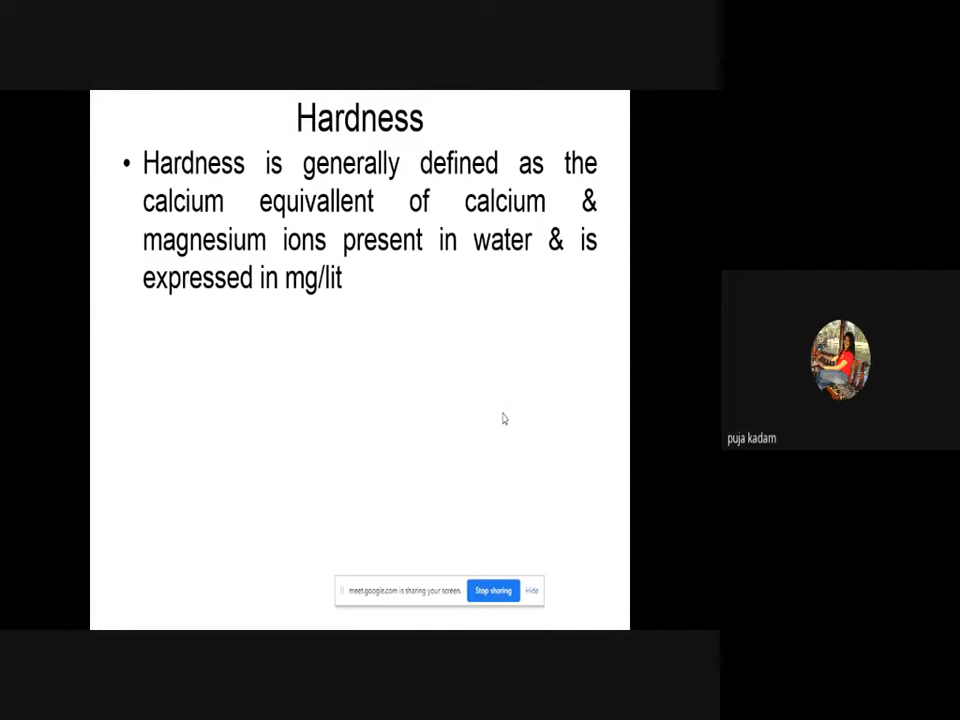 Hardness
• Hardness is generally defined as the
calcium equivallent of calcium &
magnesium ions present in water & is
expressed in mg/lit
puja kadam
meet.google.com is sharing your screen. Stop sharing Hide